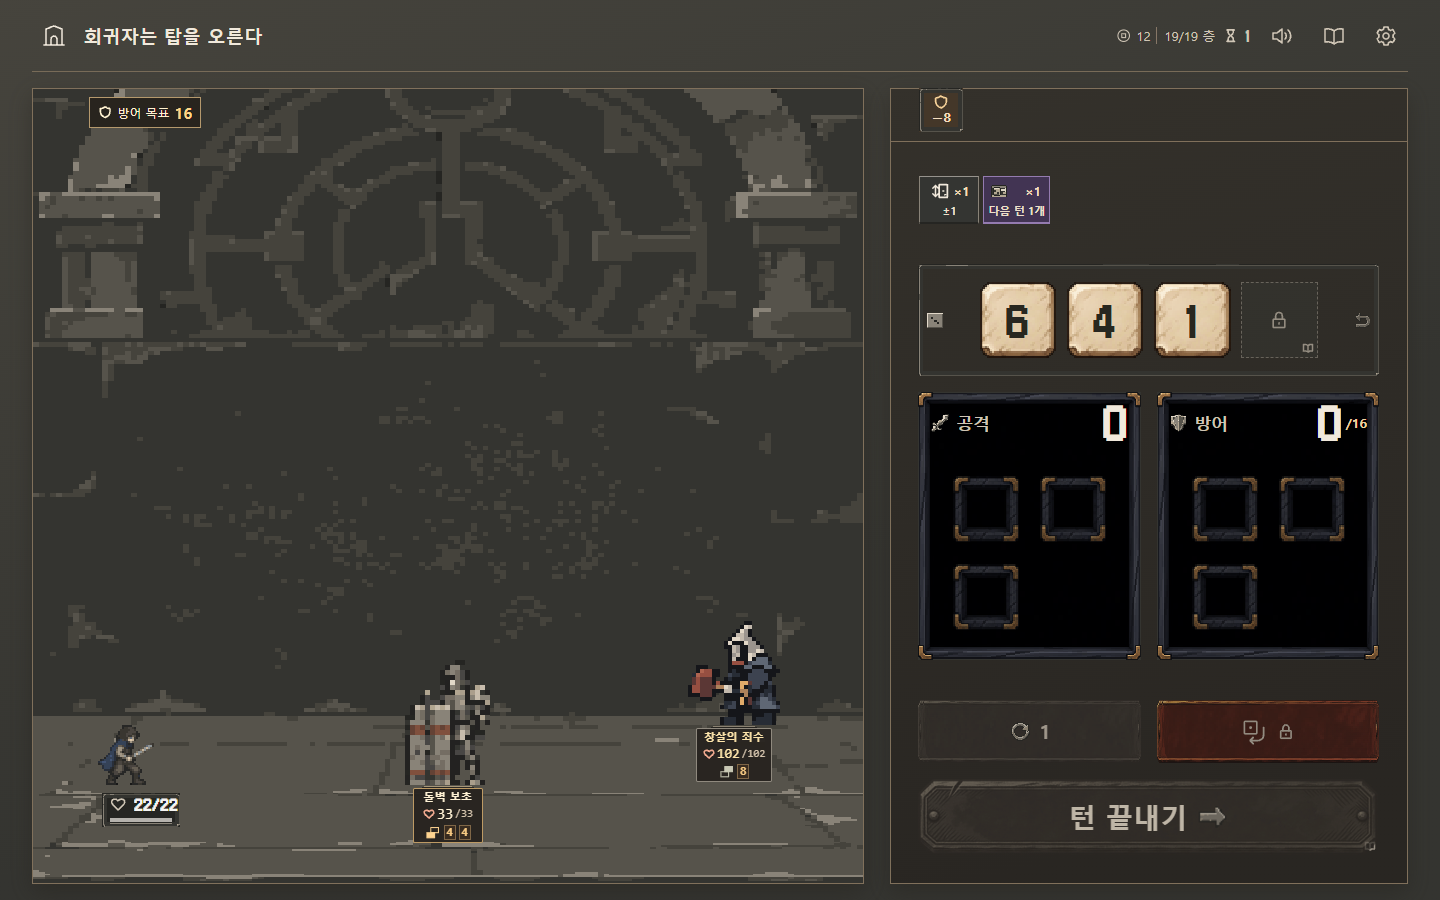 회귀자는 탑을 오른다
12 19/19 층 1
방어 목표 16
−8
×1
±1
×1
다음 턴 1개
6 4 1
공격 0
방어 0 /16
창살의 죄수
102/102
8
돌벽 보초
33/33
4 4
22/22
1
턴 끝내기